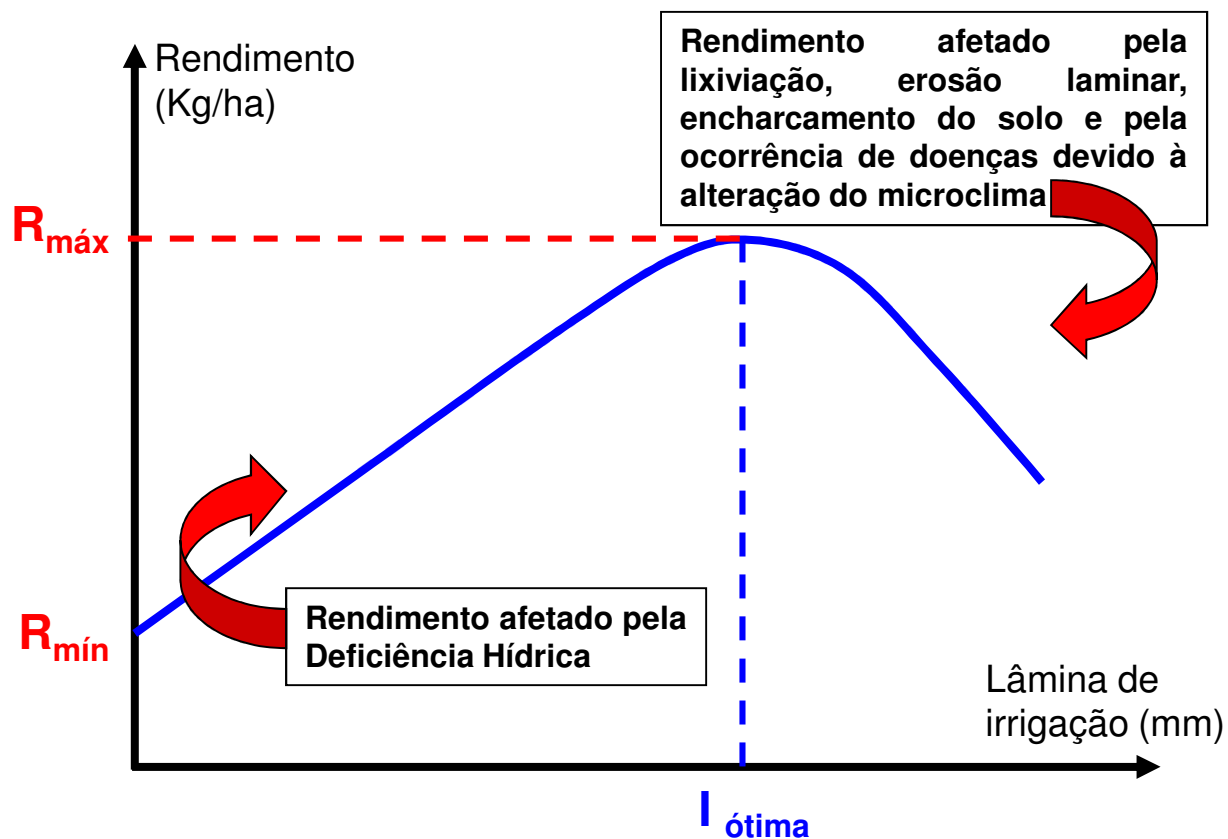 Rendimento
(Kg/ha)
Rendimento afetado pela
lixiviação, erosão laminar,
encharcamento do solo e pela
ocorrência de doenças devido à
alteração do microclima
Rmáx
Rmín
Rendimento afetado pela
Deficiência Hídrica
Lâmina de
irrigação (mm)
I ótima